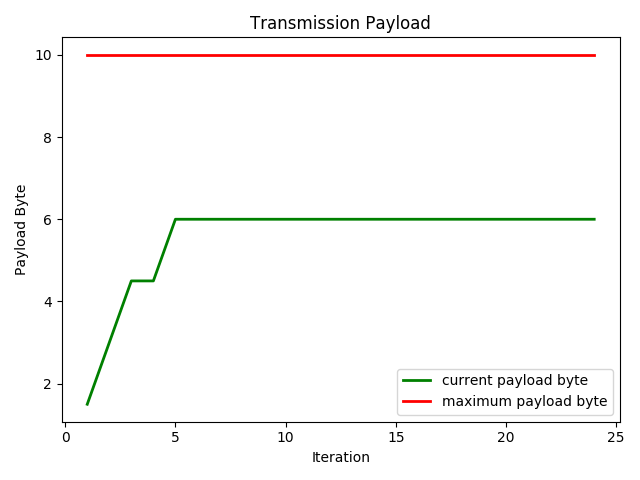 Transmission Payload
Payload Byte
10
8
6
4
2
0
5
10
15
20
25
Iteration
current payload byte
maximum payload byte